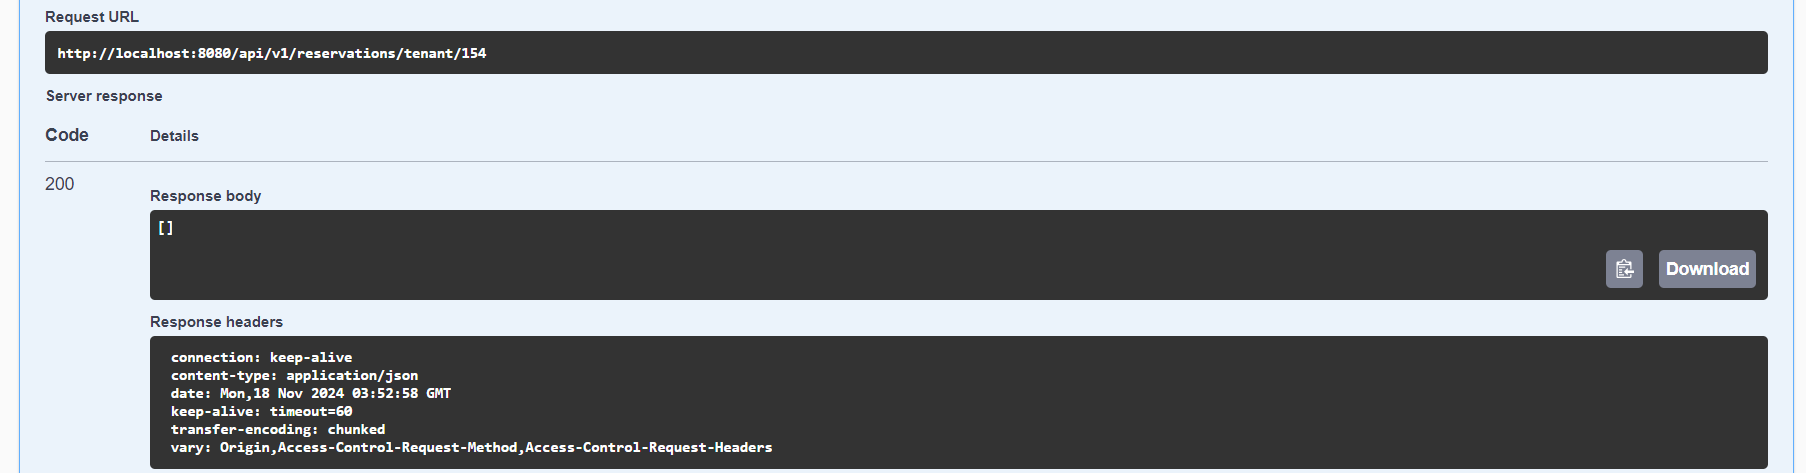 Request URL
http://localhost:8080/api/v1/reservations/tenant/154
Server response
Code Details
200
Response body
[]
Download
Response headers
connection: keep-alive
content-type: application/json
date: Mon,18 Nov 2024 03:52:58 GMT
keep-alive: timeout=60
transfer-encoding: chunked
vary: Origin,Access-Control-Request-Method,Access-Control-Request-Headers